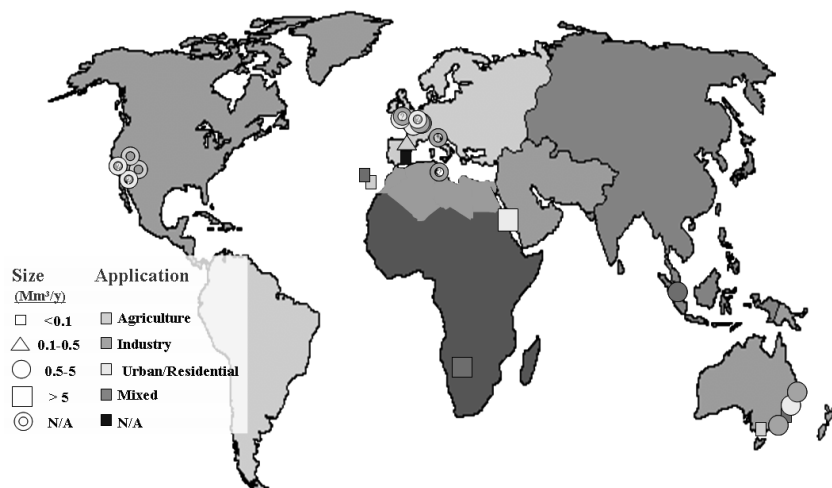 Size Application
(Mm³/y)
<0.1 Agriculture
0.1-0.5 Industry
0.5-5 Urban/Residential
> 5 Mixed
N/A N/A